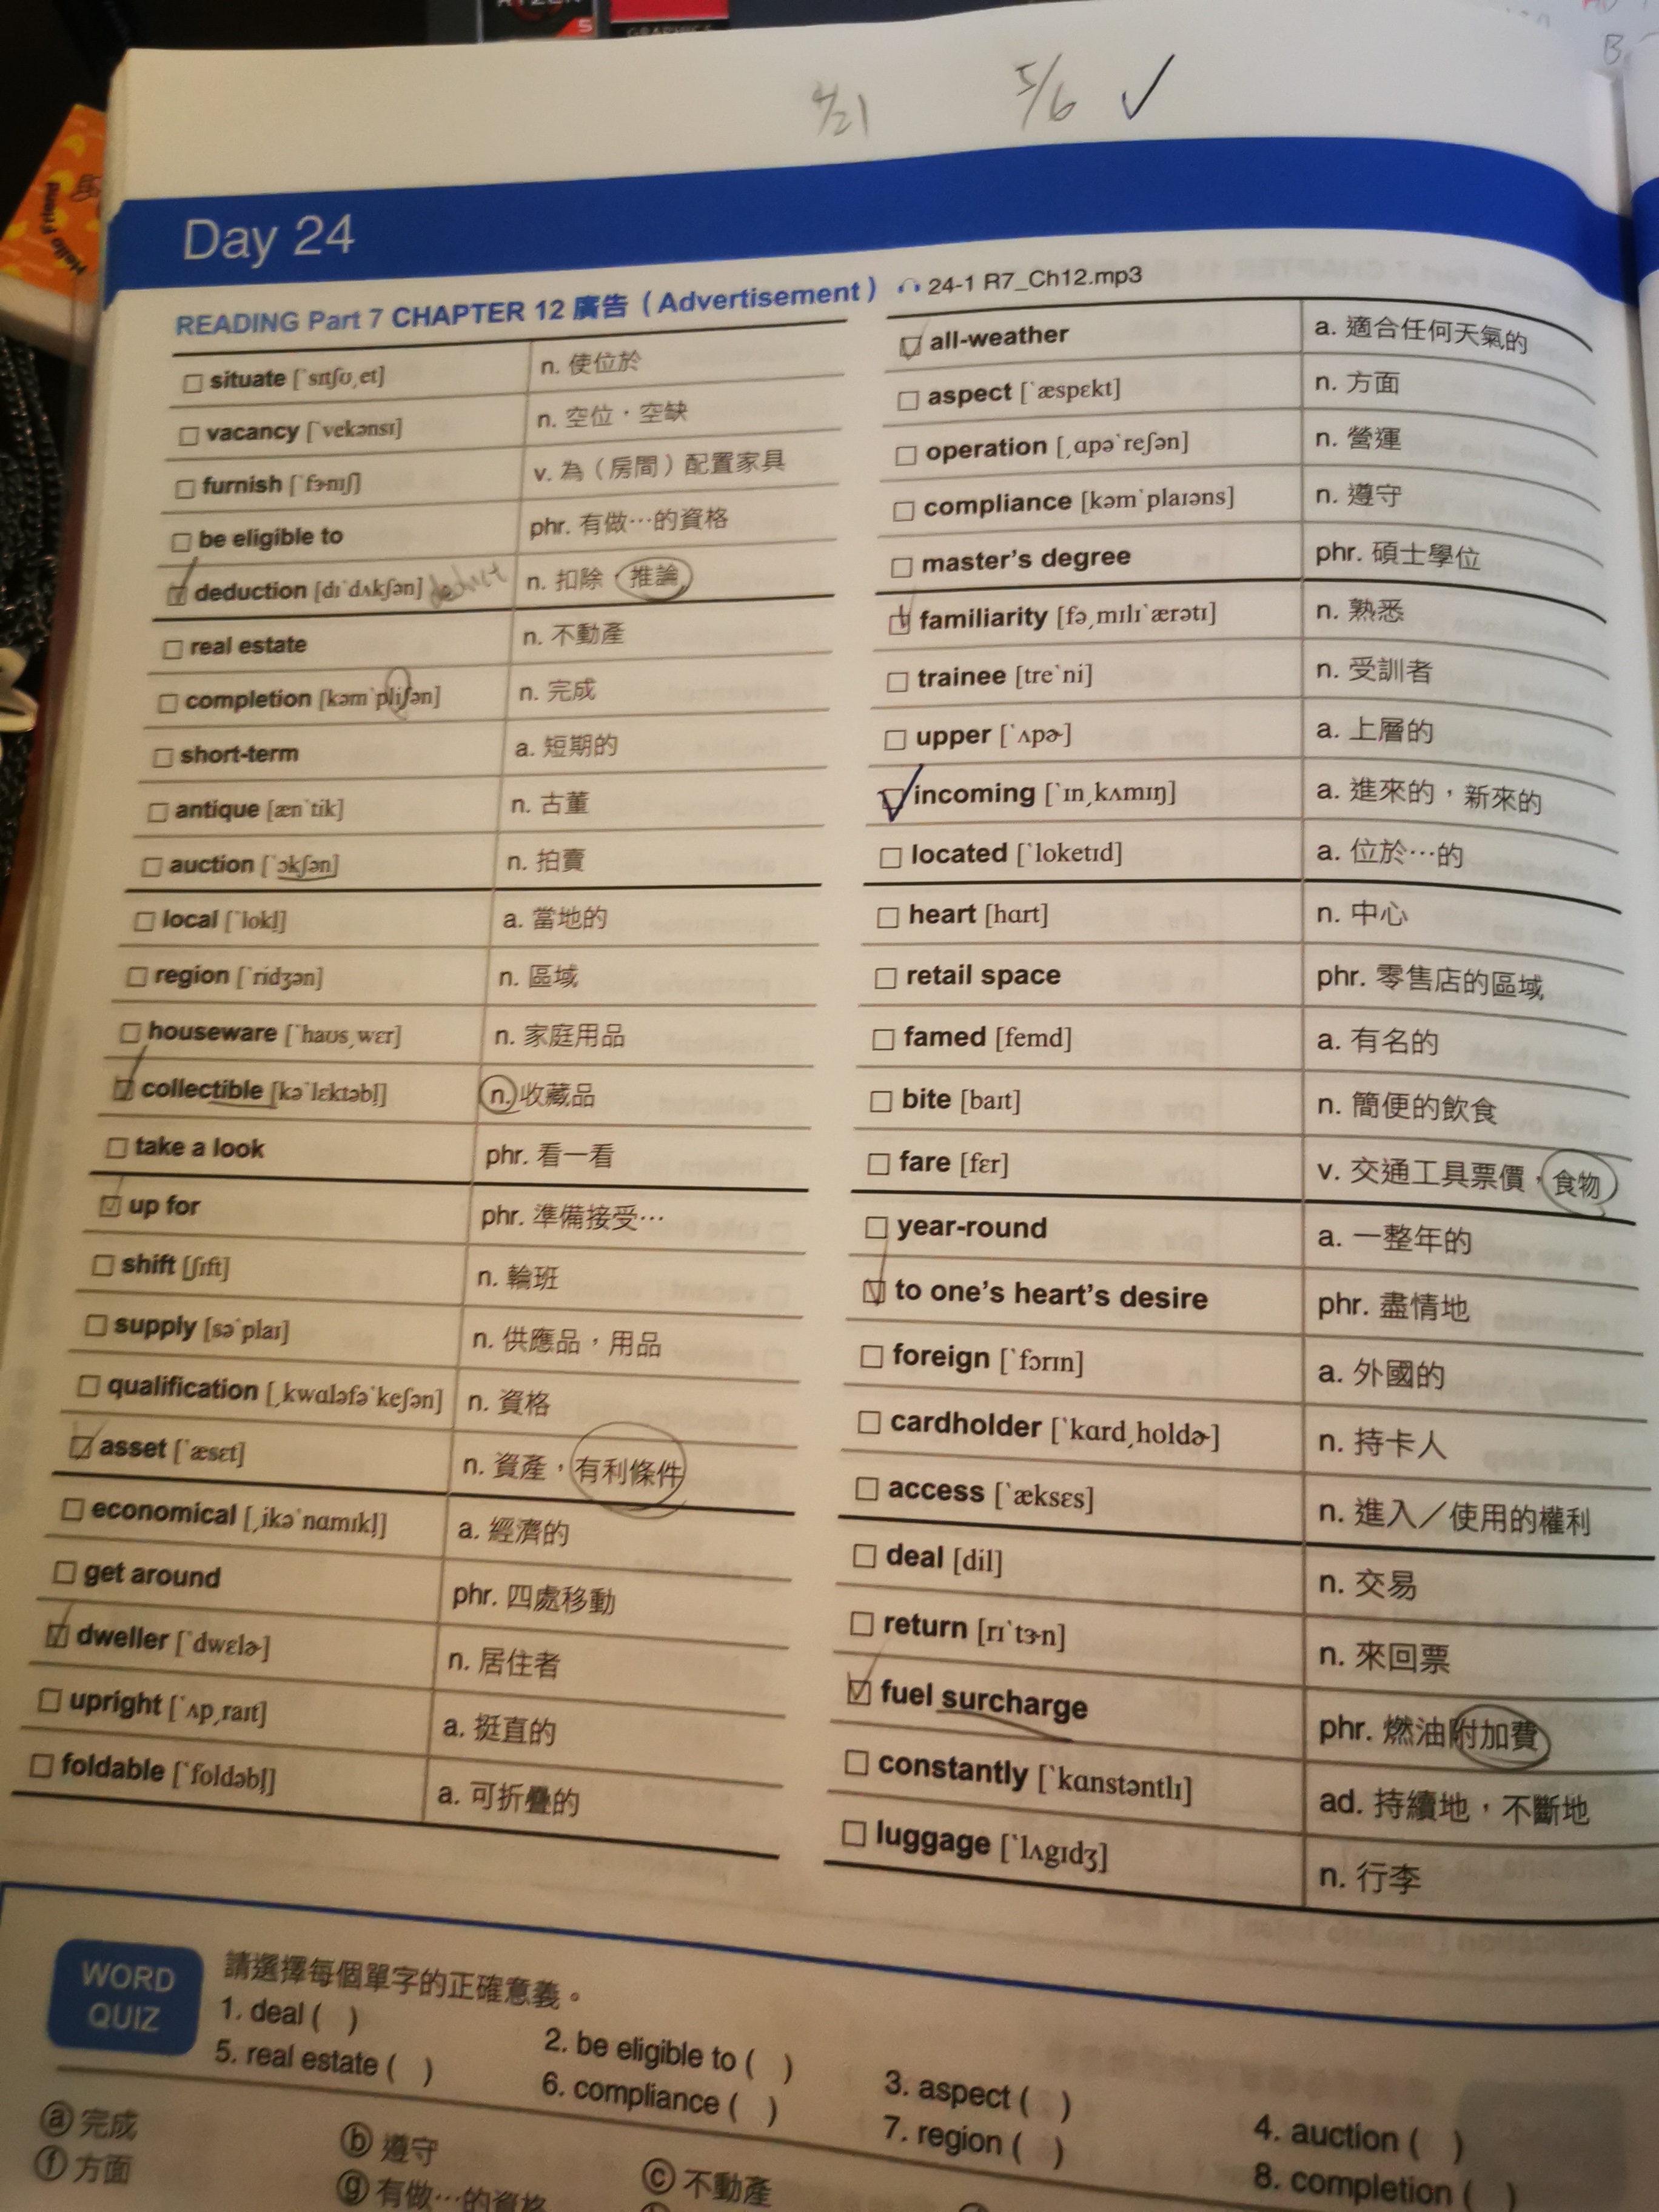 RYZEN
5
GRAPHICS
B
4/21 5/6 ✓
Hello Friend
Day 24
READING Part 7 CHAPTER 12 廣告（Advertisement） 24-1 R7_Ch12.mp3
situate [ˋsɪtʃʊˏet] n. 使位於
vacancy [ˋvekənsɪ] n. 空位，空缺
furnish [ˋfɝnɪʃ] v. 為（房間）配置家具
be eligible to phr. 有做…的資格
deduction [dɪˋdʌkʃən] deduct n. 扣除，推論
real estate n. 不動產
completion [kəmˋpliʃən] n. 完成
short-term a. 短期的
antique [ænˋtik] n. 古董
auction [ˋɔkʃən] n. 拍賣
local [ˋlokḷ] a. 當地的
region [ˋridʒən] n. 區域
houseware [ˋhaʊsˏwɛr] n. 家庭用品
collectible [kəˋlɛktəbḷ] n. 收藏品
take a look phr. 看一看
up for phr. 準備接受…
shift [ʃɪft] n. 輪班
supply [səˋplaɪ] n. 供應品，用品
qualification [ˏkwɑləfəˋkeʃən] n. 資格
asset [ˋæsɛt] n. 資產，有利條件
economical [ˏikəˋnɑmɪkḷ] a. 經濟的
get around phr. 四處移動
dweller [ˋdwɛlɚ] n. 居住者
upright [ˋʌpˏraɪt] a. 挺直的
foldable [ˋfoldəbḷ] a. 可折疊的
all-weather a. 適合任何天氣的
aspect [ˋæspɛkt] n. 方面
operation [ˏɑpəˋreʃən] n. 營運
compliance [kəmˋplaɪəns] n. 遵守
master's degree phr. 碩士學位
familiarity [fəˏmɪlɪˋærətɪ] n. 熟悉
trainee [treˋni] n. 受訓者
upper [ˋʌpɚ] a. 上層的
incoming [ˋɪnˏkʌmɪŋ] a. 進來的，新來的
located [ˋloketɪd] a. 位於…的
heart [hɑrt] n. 中心
retail space phr. 零售店的區域
famed [femd] a. 有名的
bite [baɪt] n. 簡便的飲食
fare [fɛr] v. 交通工具票價，食物
year-round a. 一整年的
to one's heart's desire phr. 盡情地
foreign [ˋfɔrɪn] a. 外國的
cardholder [ˋkɑrdˏholdɚ] n. 持卡人
access [ˋæksɛs] n. 進入／使用的權利
deal [dil] n. 交易
return [rɪˋtɝn] n. 來回票
fuel surcharge phr. 燃油附加費
constantly [ˋkɑnstəntlɪ] ad. 持續地，不斷地
luggage [ˋlʌgɪdʒ] n. 行李
WORD
QUIZ
請選擇每個單字的正確意義。
1. deal ( ) 2. be eligible to ( ) 3. aspect ( ) 4. auction ( )
5. real estate ( ) 6. compliance ( ) 7. region ( ) 8. completion ( )
ⓐ 完成 ⓑ 遵守 ⓒ 不動產
ⓕ 方面 ⓖ 有做…的資格